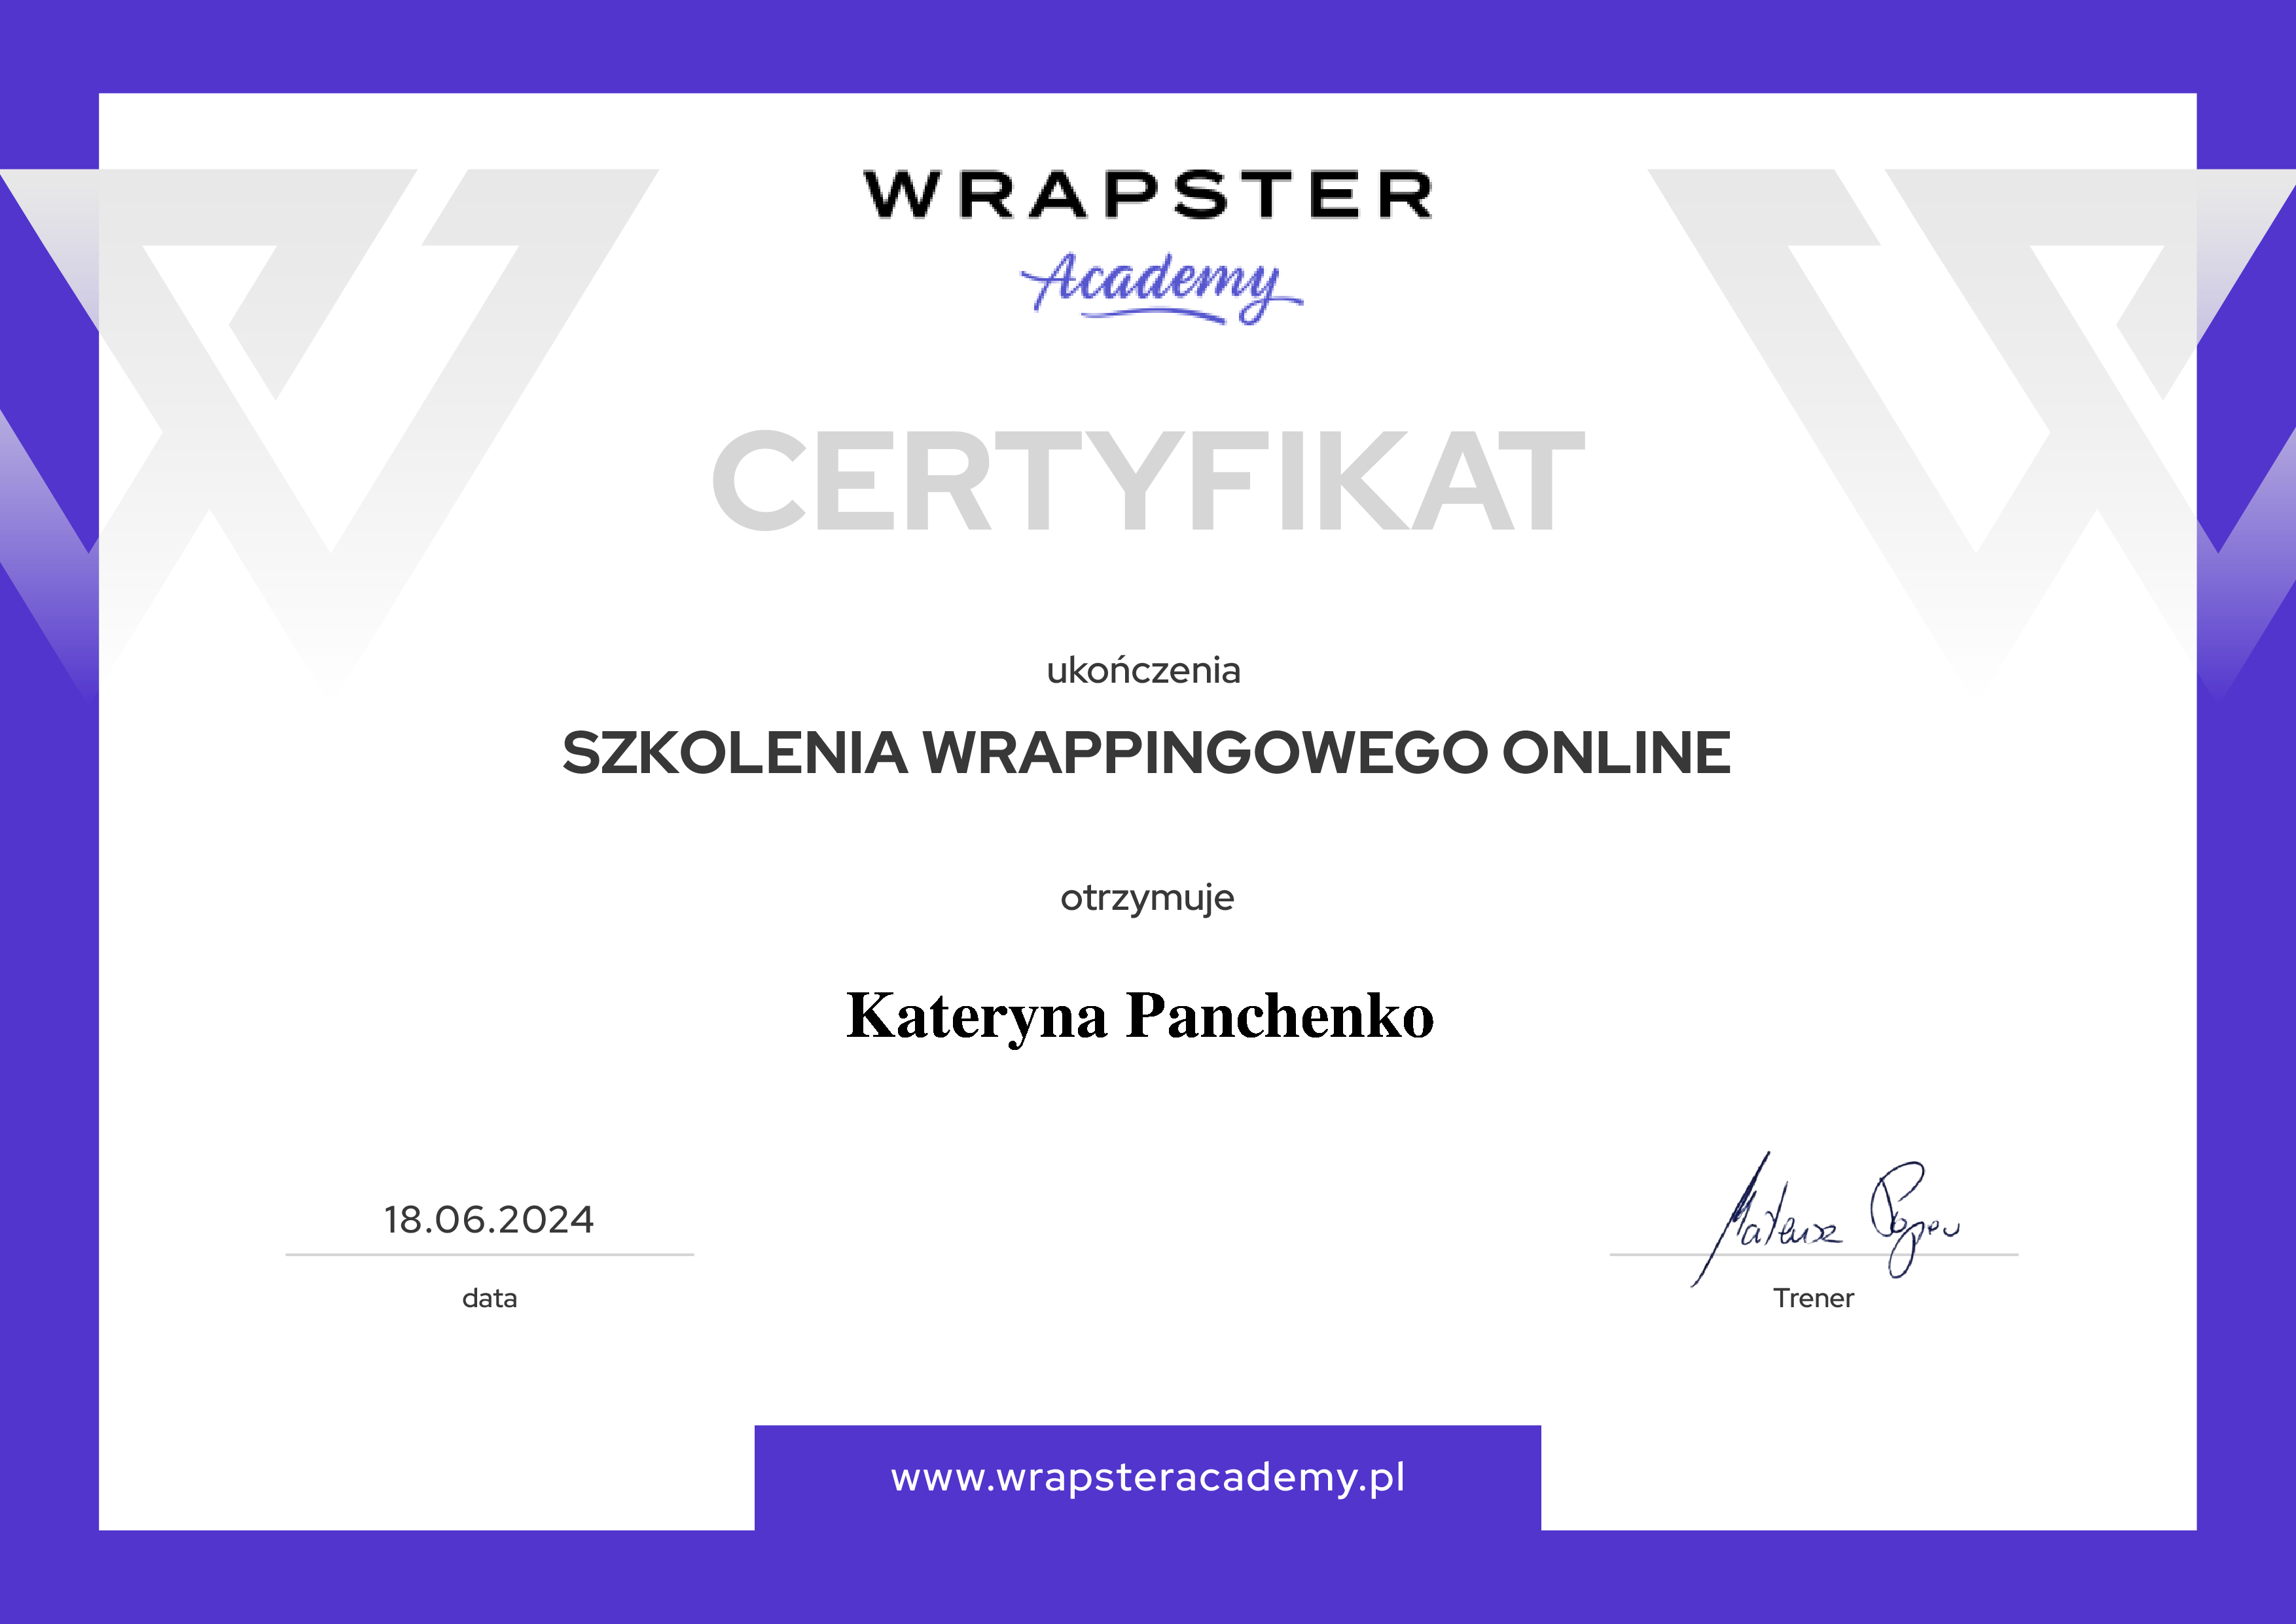 WRAPSTER
Academy
CERTYFIKAT
ukończenia
SZKOLENIA WRAPPINGOWEGO ONLINE
otrzymuje
Kateryna Panchenko
18.06.2024
data
Mateusz
Trener
www.wrapsteracademy.pl